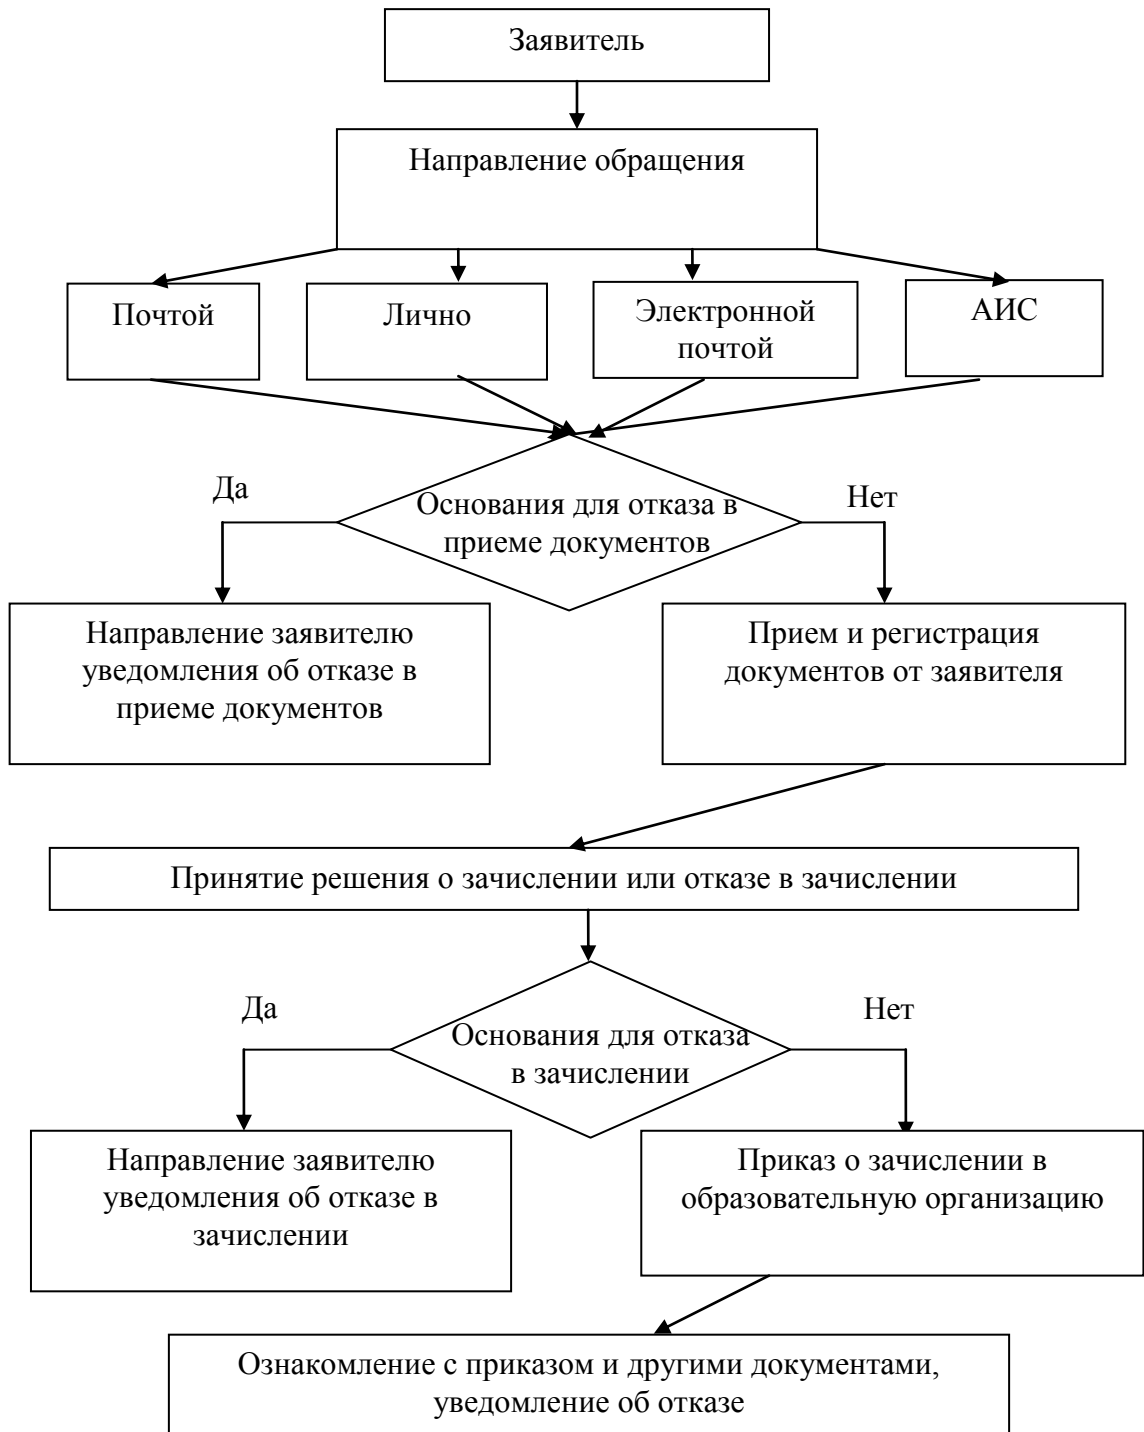 Заявитель
Направление обращения
Почтой
Лично
Электронной
почтой
АИС
Да
Нет
Основания для отказа в
приеме документов
Направление заявителю
уведомления об отказе в
приеме документов
Прием и регистрация
документов от заявителя
Принятие решения о зачислении или отказе в зачислении
Да
Нет
Основания для отказа
в зачислении
Направление заявителю
уведомления об отказе в
зачислении
Приказ о зачислении в
образовательную организацию
Ознакомление с приказом и другими документами,
уведомление об отказе